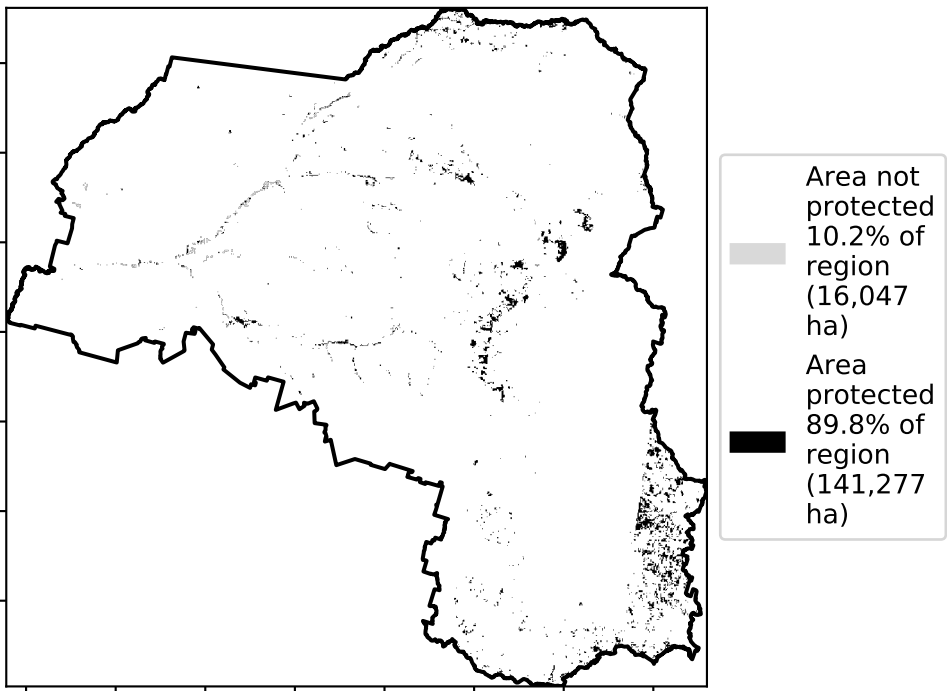 Area not
protected
10.2% of
region
(16,047
ha)
Area
protected
89.8% of
region
(141,277
ha)